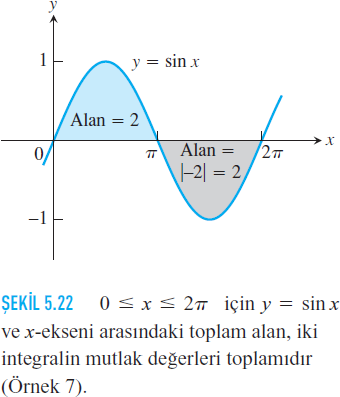 y
1
y = sin x
Alan = 2
0
π
Alan =
|–2| = 2
2π
x
–1
ŞEKİL 5.22 0 ≤ x ≤ 2π için y = sin x
ve x-ekseni arasındaki toplam alan, iki
integralin mutlak değerleri toplamıdır
(Örnek 7).